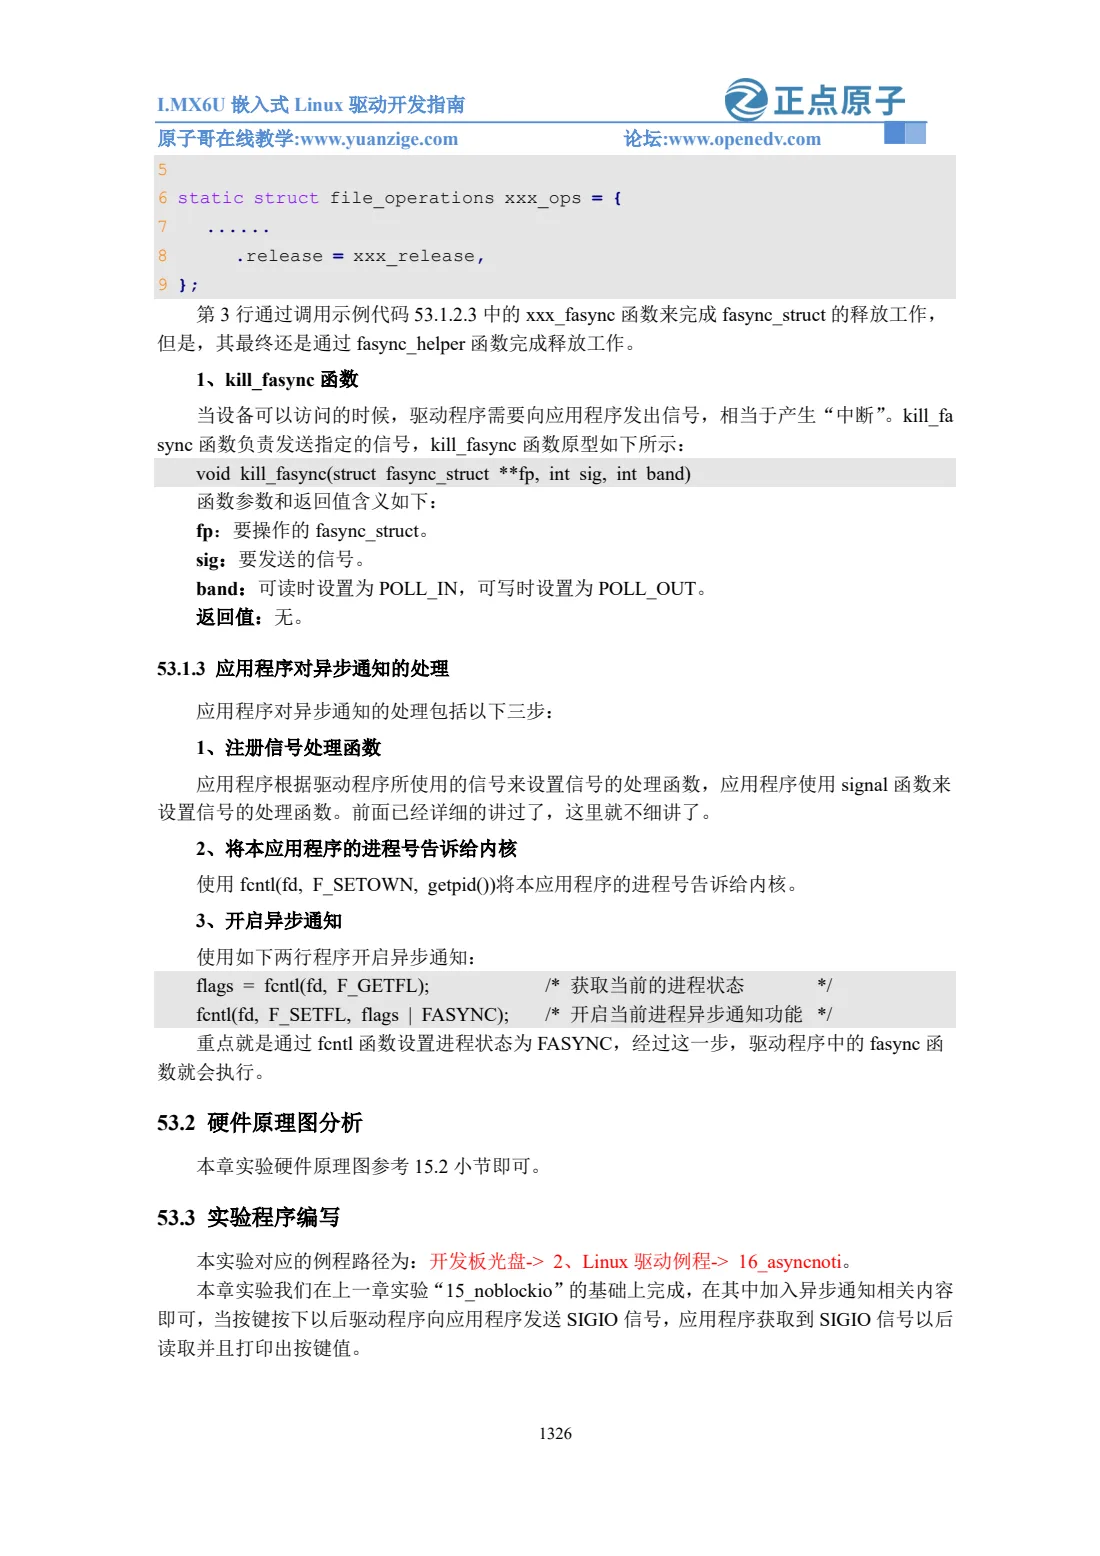 I.MX6U 嵌入式 Linux 驱动开发指南
正点原子
原子哥在线教学:www.yuanzige.com 论坛:www.openedv.com
5
6 static struct file_operations xxx_ops = {
7 ......
8 .release = xxx_release,
9 };
第 3 行通过调用示例代码 53.1.2.3 中的 xxx_fasync 函数来完成 fasync_struct 的释放工作，
但是，其最终还是通过 fasync_helper 函数完成释放工作。
1、kill_fasync 函数
当设备可以访问的时候，驱动程序需要向应用程序发出信号，相当于产生“中断”。kill_fa
sync 函数负责发送指定的信号，kill_fasync 函数原型如下所示：
void kill_fasync(struct fasync_struct **fp, int sig, int band)
函数参数和返回值含义如下：
fp：要操作的 fasync_struct。
sig：要发送的信号。
band：可读时设置为 POLL_IN，可写时设置为 POLL_OUT。
返回值：无。
53.1.3 应用程序对异步通知的处理
应用程序对异步通知的处理包括以下三步：
1、注册信号处理函数
应用程序根据驱动程序所使用的信号来设置信号的处理函数，应用程序使用 signal 函数来
设置信号的处理函数。前面已经详细的讲过了，这里就不细讲了。
2、将本应用程序的进程号告诉给内核
使用 fcntl(fd, F_SETOWN, getpid())将本应用程序的进程号告诉给内核。
3、开启异步通知
使用如下两行程序开启异步通知：
flags = fcntl(fd, F_GETFL); /* 获取当前的进程状态 */
fcntl(fd, F_SETFL, flags | FASYNC); /* 开启当前进程异步通知功能 */
重点就是通过 fcntl 函数设置进程状态为 FASYNC，经过这一步，驱动程序中的 fasync 函
数就会执行。
53.2 硬件原理图分析
本章实验硬件原理图参考 15.2 小节即可。
53.3 实验程序编写
本实验对应的例程路径为：开发板光盘-> 2、Linux 驱动例程-> 16_asyncnoti。
本章实验我们在上一章实验“15_noblockio”的基础上完成，在其中加入异步通知相关内容
即可，当按键按下以后驱动程序向应用程序发送 SIGIO 信号，应用程序获取到 SIGIO 信号以后
读取并且打印出按键值。
1326